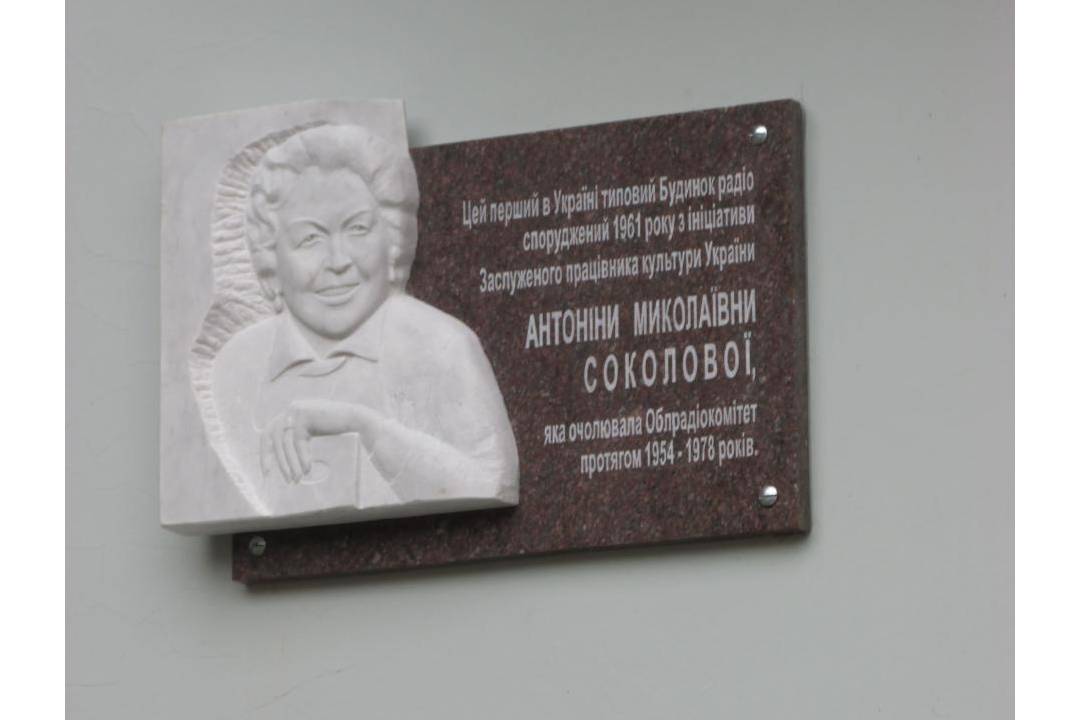 Цей перший в Україні типовий Будинок радіо
споруджений 1961 року з ініціативи
Заслуженого працівника культури України
АНТОНІНИ МИКОЛАЇВНИ
СОКОЛОВОЇ,
яка очолювала Облрадіокомітет
протягом 1954 - 1978 років.